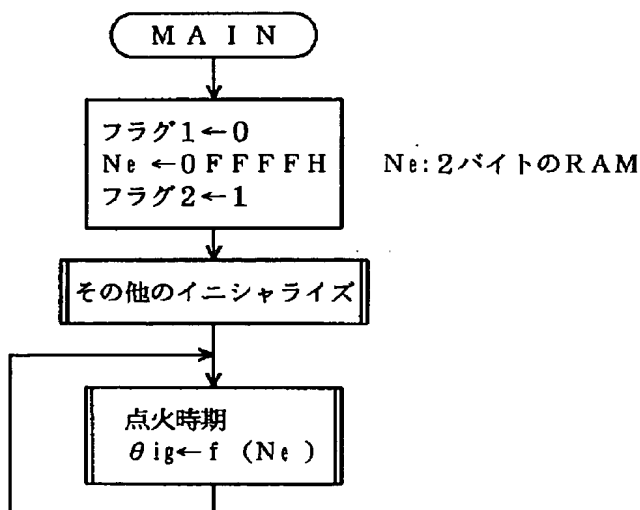 MAIN
フラグ1←0
Ne←0FFFFH
フラグ2←1
Ne:2バイトのRAM
その他のイニシャライズ
点火時期
θig←f(Ne)